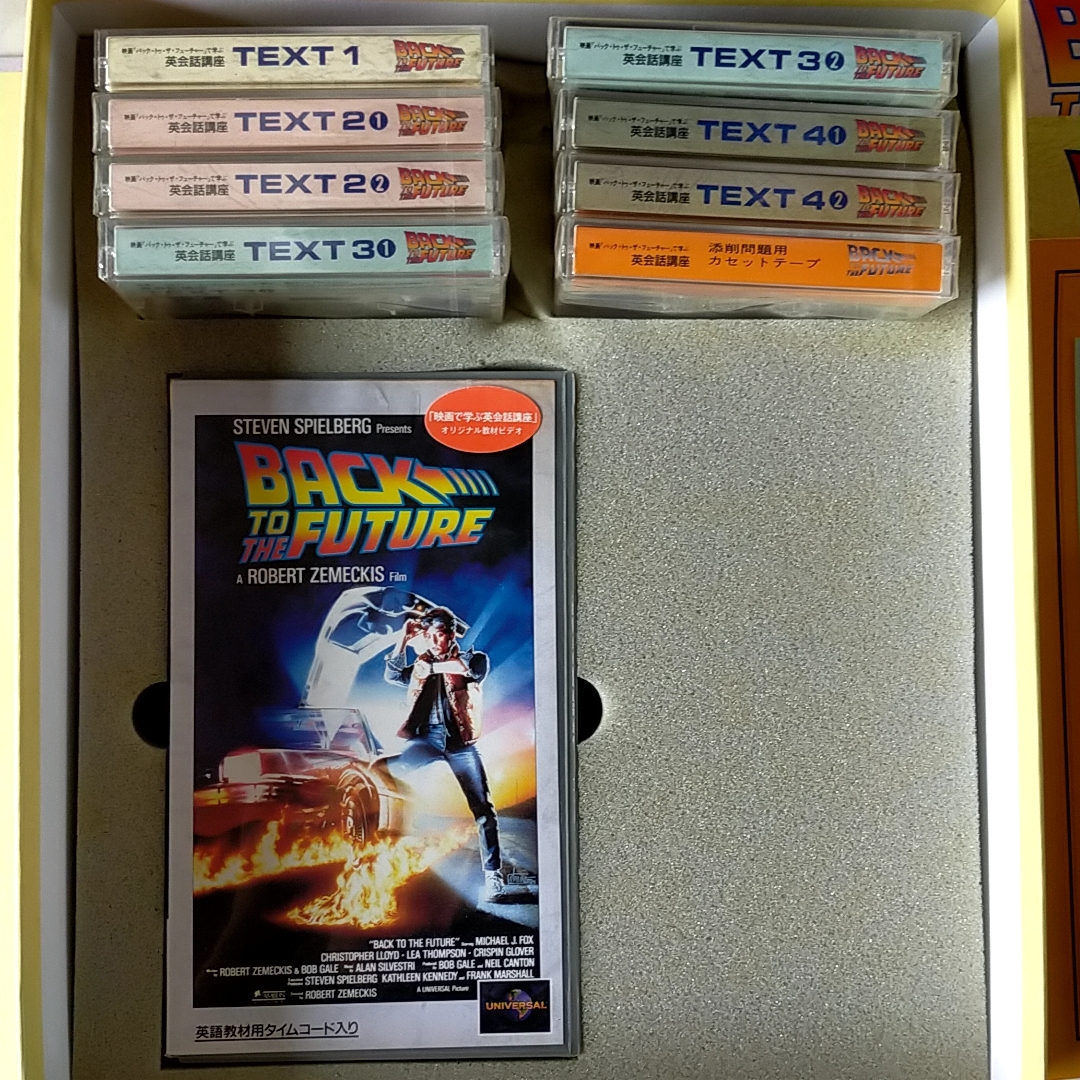 映画「バック・トゥ・ザ・フューチャー」で学ぶ
英会話講座 TEXT 1 BACK TO THE FUTURE
映画「バック・トゥ・ザ・フューチャー」で学ぶ
英会話講座 TEXT 2❶ BACK TO THE FUTURE
映画「バック・トゥ・ザ・フューチャー」で学ぶ
英会話講座 TEXT 2❷ BACK TO THE FUTURE
映画「バック・トゥ・ザ・フューチャー」で学ぶ
英会話講座 TEXT 3❶ BACK TO THE FUTURE
映画「バック・トゥ・ザ・フューチャー」で学ぶ
英会話講座 TEXT 3❷ BACK TO THE FUTURE
映画「バック・トゥ・ザ・フューチャー」で学ぶ
英会話講座 TEXT 4❶ BACK TO THE FUTURE
映画「バック・トゥ・ザ・フューチャー」で学ぶ
英会話講座 TEXT 4❷ BACK TO THE FUTURE
映画「バック・トゥ・ザ・フューチャー」で学ぶ
英会話講座
添削問題用
カセットテープ
BACK TO THE FUTURE
「映画で学ぶ英会話講座」
オリジナル教材ビデオ
STEVEN SPIELBERG Presents
BACK
TO
THE FUTURE
A ROBERT ZEMECKIS Film
"BACK TO THE FUTURE" Starring MICHAEL J. FOX
CHRISTOPHER LLOYD · LEA THOMPSON · CRISPIN GLOVER
ROBERT ZEMECKIS & BOB GALE ALAN SILVESTRI BOB GALE and NEIL CANTON
STEVEN SPIELBERG KATHLEEN KENNEDY and FRANK MARSHALL
ROBERT ZEMECKIS A UNIVERSAL Picture
UNIVERSAL
英語教材用タイムコード入り